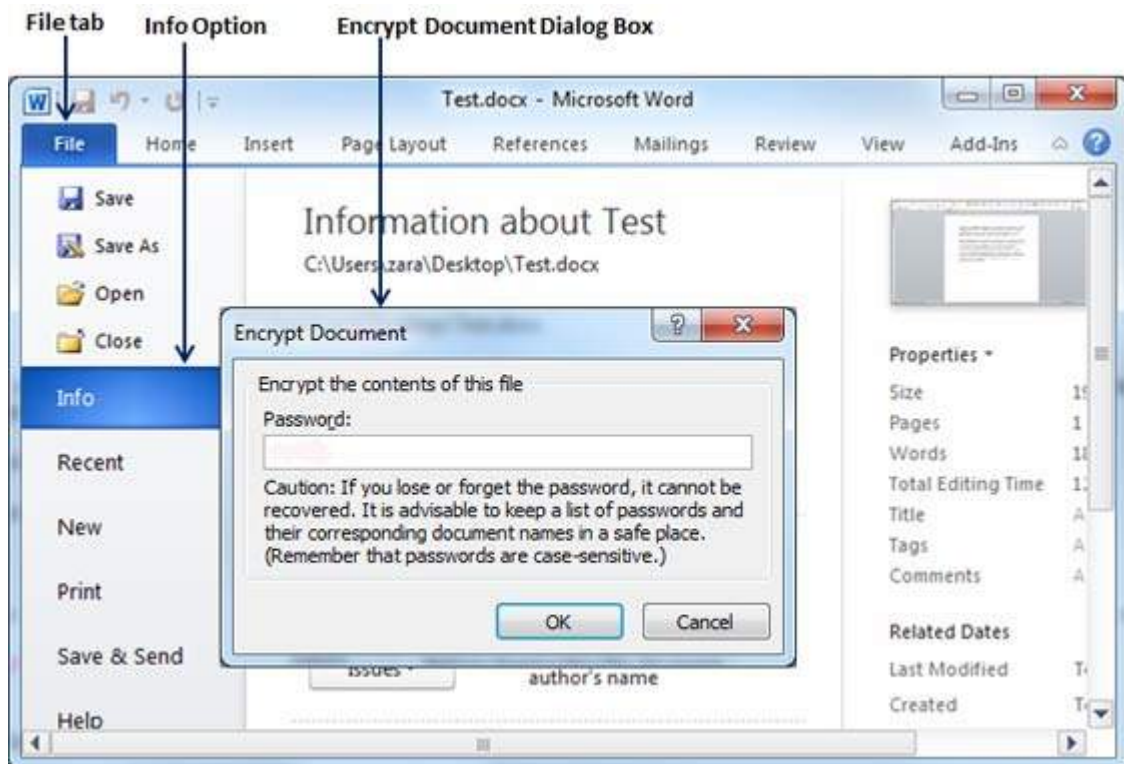 File tab Info Option Encrypt Document Dialog Box
Test.docx - Microsoft Word
File Home Insert Page Layout References Mailings Review View Add-Ins
Save
Save As
Open
Close
Info
Recent
New
Print
Save & Send
Help
Information about Test
C:\Users\zara\Desktop\Test.docx
Encrypt Document
Encrypt the contents of this file
Password:
Caution: If you lose or forget the password, it cannot be
recovered. It is advisable to keep a list of passwords and
their corresponding document names in a safe place.
(Remember that passwords are case-sensitive.)
OK Cancel
Issues
author's name
Properties
Size
Pages 1
Words
Total Editing Time
Title
Tags
Comments
Related Dates
Last Modified
Created